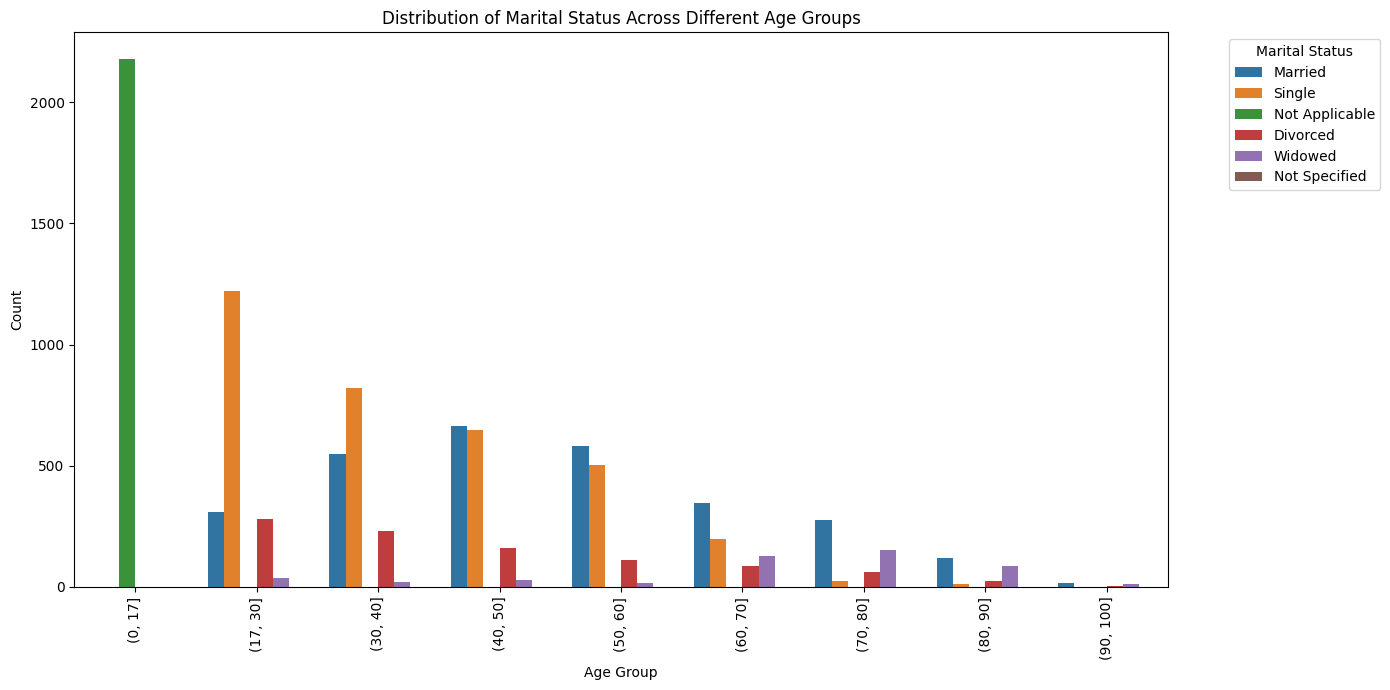 Distribution of Marital Status Across Different Age Groups
Marital Status
Married
Single
Not Applicable
Divorced
Widowed
Not Specified
Count
2000
1500
1000
500
0
(0, 17]
(17, 30]
(30, 40]
(40, 50]
(50, 60]
(60, 70]
(70, 80]
(80, 90]
(90, 100]
Age Group